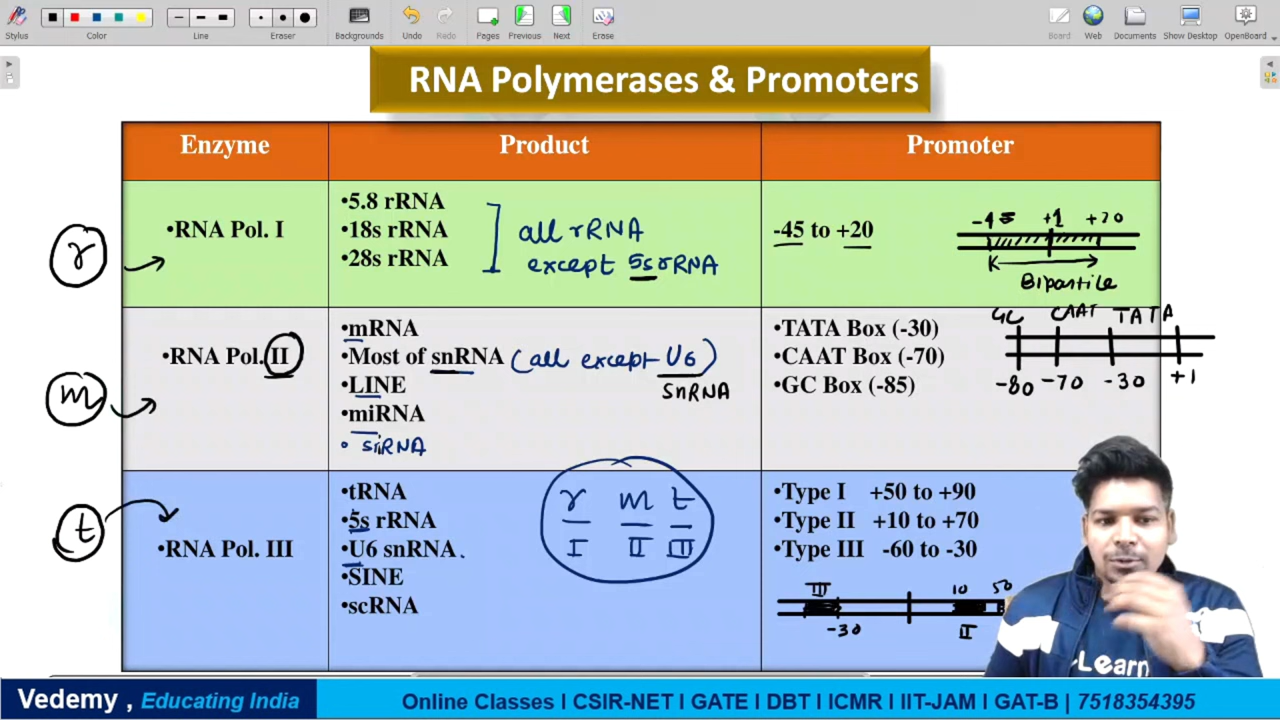 Stylus Color Line Eraser Backgrounds Undo Redo Pages Previous Next Erase Board Web Documents Show Desktop OpenBoard
RNA Polymerases & Promoters
Enzyme Product Promoter
r
•RNA Pol. I
•5.8 rRNA
•18s rRNA
•28s rRNA
all rRNA
except 5s rRNA
-45 to +20
-45 +1 +20
K
Bipartile
m
•RNA Pol. II
•mRNA
•Most of snRNA (all except U6)
snRNA
•LINE
•miRNA
• siRNA
•TATA Box (-30)
•CAAT Box (-70)
•GC Box (-85)
GC CAAT TATA
-80 -70 -30 +1
t
•RNA Pol. III
•tRNA
•5s rRNA
•U6 snRNA
•SINE
•scRNA
r m t
I II III
•Type I +50 to +90
•Type II +10 to +70
•Type III -60 to -30
III 10 50
-30 II
Learn
Vedemy , Educating India
Online Classes I CSIR-NET I GATE I DBT I ICMR I IIT-JAM I GAT-B | 7518354395